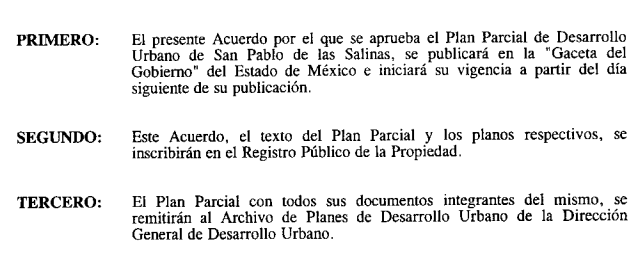 PRIMERO: El presente Acuerdo por el que se aprueba el Plan Parcial de Desarrollo
Urbano de San Pablo de las Salinas, se publicará en la "Gaceta del
Gobierno" del Estado de México e iniciará su vigencia a partir del día
siguiente de su publicación.
SEGUNDO: Este Acuerdo, el texto del Plan Parcial y los planos respectivos, se
inscribirán en el Registro Público de la Propiedad.
TERCERO: El Plan Parcial con todos sus documentos integrantes del mismo, se
remitirán al Archivo de Planes de Desarrollo Urbano de la Dirección
General de Desarrollo Urbano.